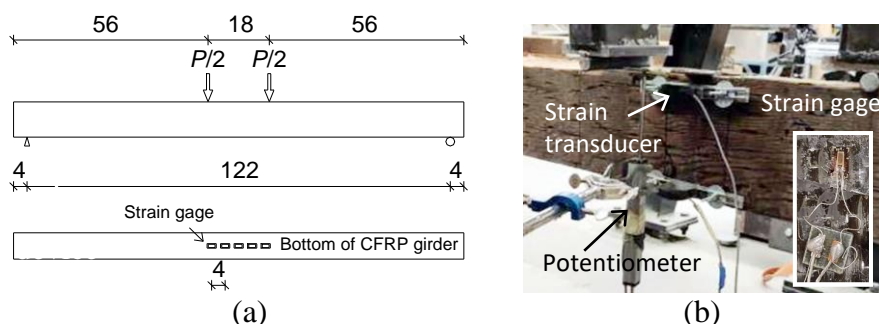 56
18
56
P/2
P/2
4
122
4
Strain gage
Bottom of CFRP girder
4
(a)
Strain
transducer
Strain gage
Potentiometer
(b)